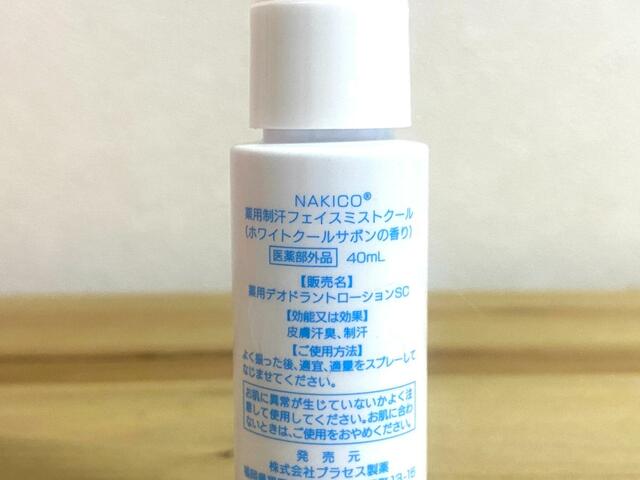 NAKICO®
薬用制汗フェイスミストクール
(ホワイトクールサボンの香り)
医薬部外品 40mL
【販売名】
薬用デオドラントローションSC
【効能又は効果】
皮膚汗臭、制汗
【ご使用方法】
よく振った後、適宜、適量をスプレーして
なじませてください。
お肌に異常が生じていないかよく注
意して使用してください。お肌に合わ
ないときは、ご使用をおやめください。
発売元
株式会社プラセス製薬
13-15